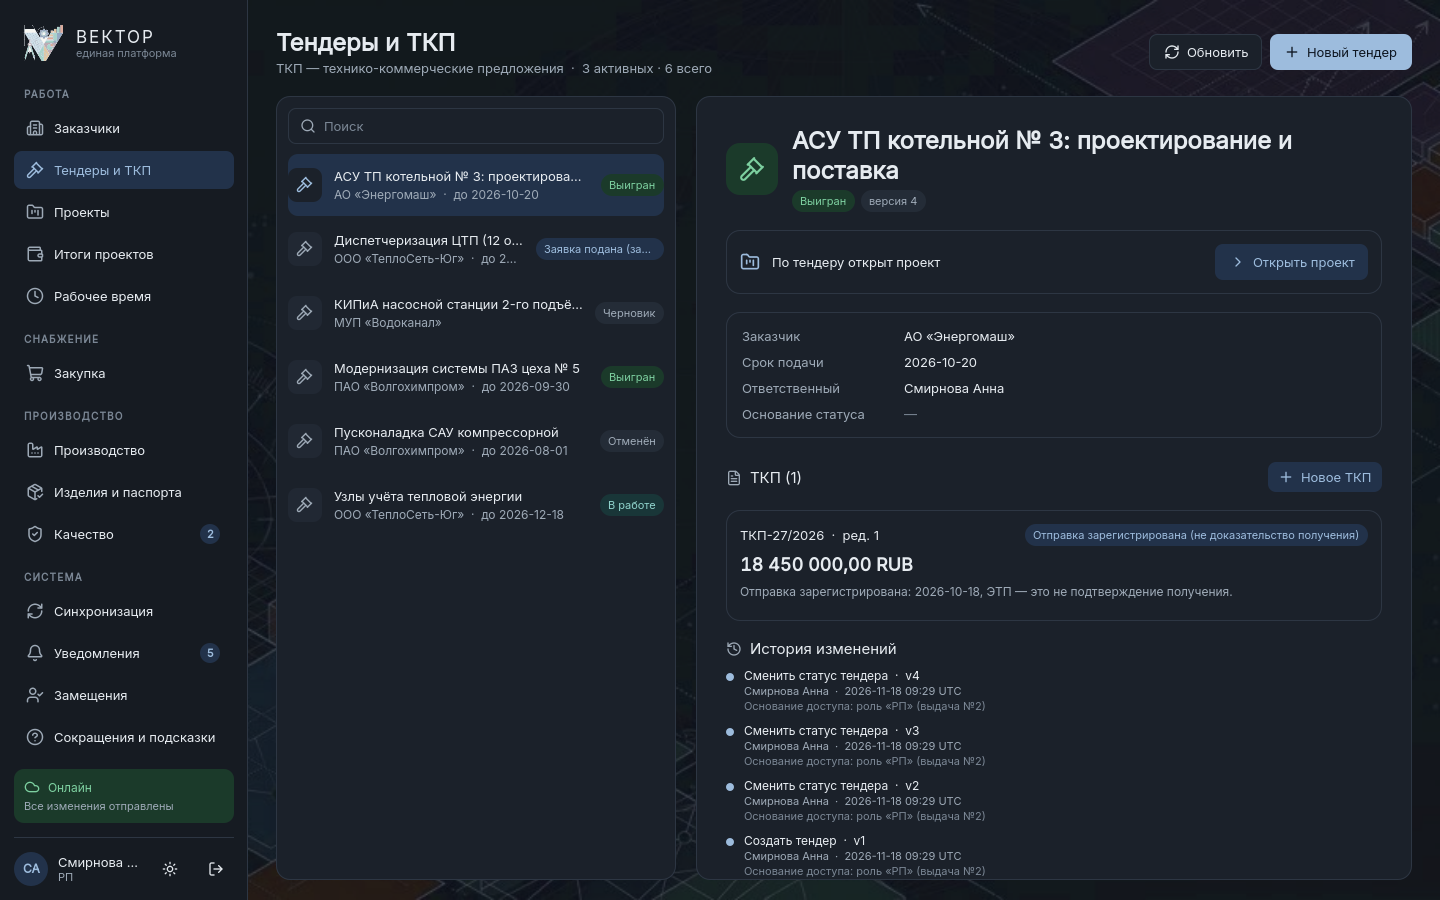 ВЕКТОР
единая платформа
РАБОТА
Заказчики
Тендеры и ТКП
Проекты
Итоги проектов
Рабочее время
СНАБЖЕНИЕ
Закупка
ПРОИЗВОДСТВО
Производство
Изделия и паспорта
Качество 2
СИСТЕМА
Синхронизация
Уведомления 5
Замещения
Сокращения и подсказки
Онлайн
Все изменения отправлены
СА
Смирнова ...
РП
Тендеры и ТКП
ТКП — технико-коммерческие предложения · 3 активных · 6 всего
Обновить
Новый тендер
Поиск
АСУ ТП котельной № 3: проектирова...
АО «Энергомаш» · до 2026-10-20
Выигран
Диспетчеризация ЦТП (12 о...
ООО «ТеплоСеть-Юг» · до 2...
Заявка подана (за...
КИПиА насосной станции 2-го подъё...
МУП «Водоканал»
Черновик
Модернизация системы ПАЗ цеха № 5
ПАО «Волгохимпром» · до 2026-09-30
Выигран
Пусконаладка САУ компрессорной
ПАО «Волгохимпром» · до 2026-08-01
Отменён
Узлы учёта тепловой энергии
ООО «ТеплоСеть-Юг» · до 2026-12-18
В работе
АСУ ТП котельной № 3: проектирование и
поставка
Выигран
версия 4
По тендеру открыт проект
Открыть проект
Заказчик АО «Энергомаш»
Срок подачи 2026-10-20
Ответственный Смирнова Анна
Основание статуса —
ТКП (1)
Новое ТКП
ТКП-27/2026 · ред. 1
Отправка зарегистрирована (не доказательство получения)
18 450 000,00 RUB
Отправка зарегистрирована: 2026-10-18, ЭТП — это не подтверждение получения.
История изменений
Сменить статус тендера · v4
Смирнова Анна · 2026-11-18 09:29 UTC
Основание доступа: роль «РП» (выдача №2)
Сменить статус тендера · v3
Смирнова Анна · 2026-11-18 09:29 UTC
Основание доступа: роль «РП» (выдача №2)
Сменить статус тендера · v2
Смирнова Анна · 2026-11-18 09:29 UTC
Основание доступа: роль «РП» (выдача №2)
Создать тендер · v1
Смирнова Анна · 2026-11-18 09:29 UTC
Основание доступа: роль «РП» (выдача №2)